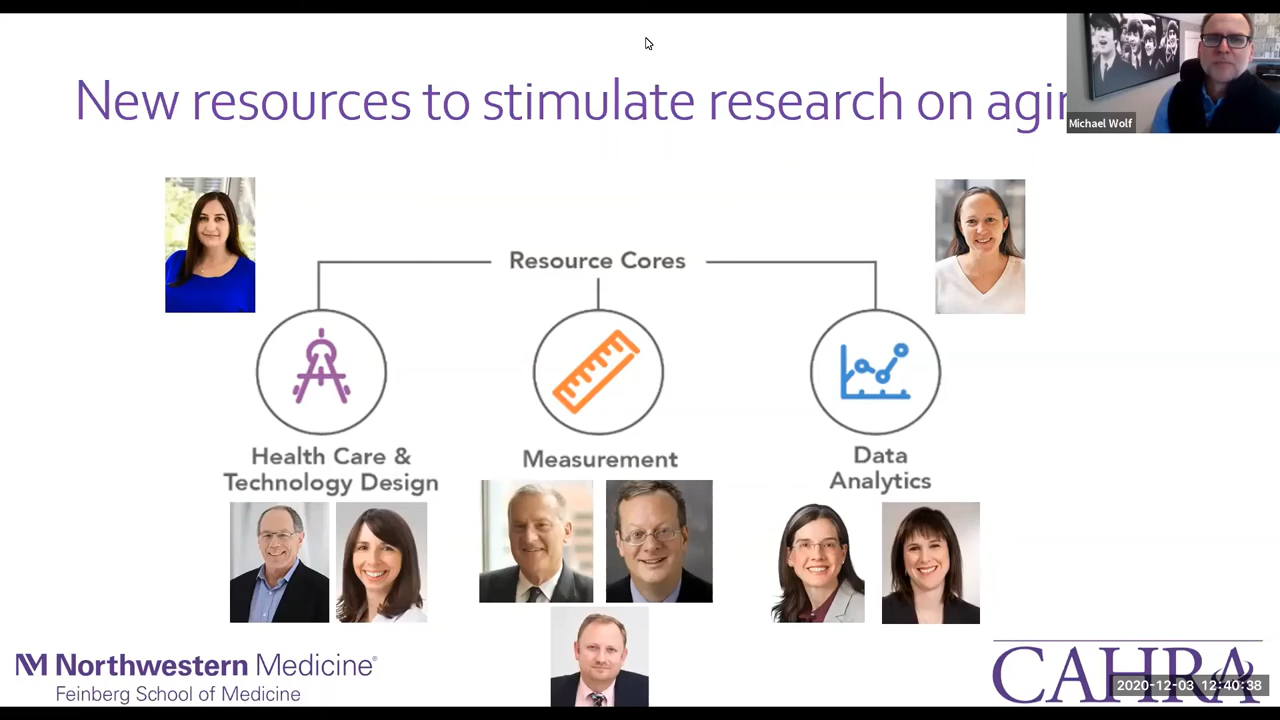 New resources to stimulate research on agin
Michael Wolf
Resource Cores
Health Care &
Technology Design
Measurement
Data
Analytics
Northwestern Medicine®
Feinberg School of Medicine
CAHRA
2020-12-03 12:40:38